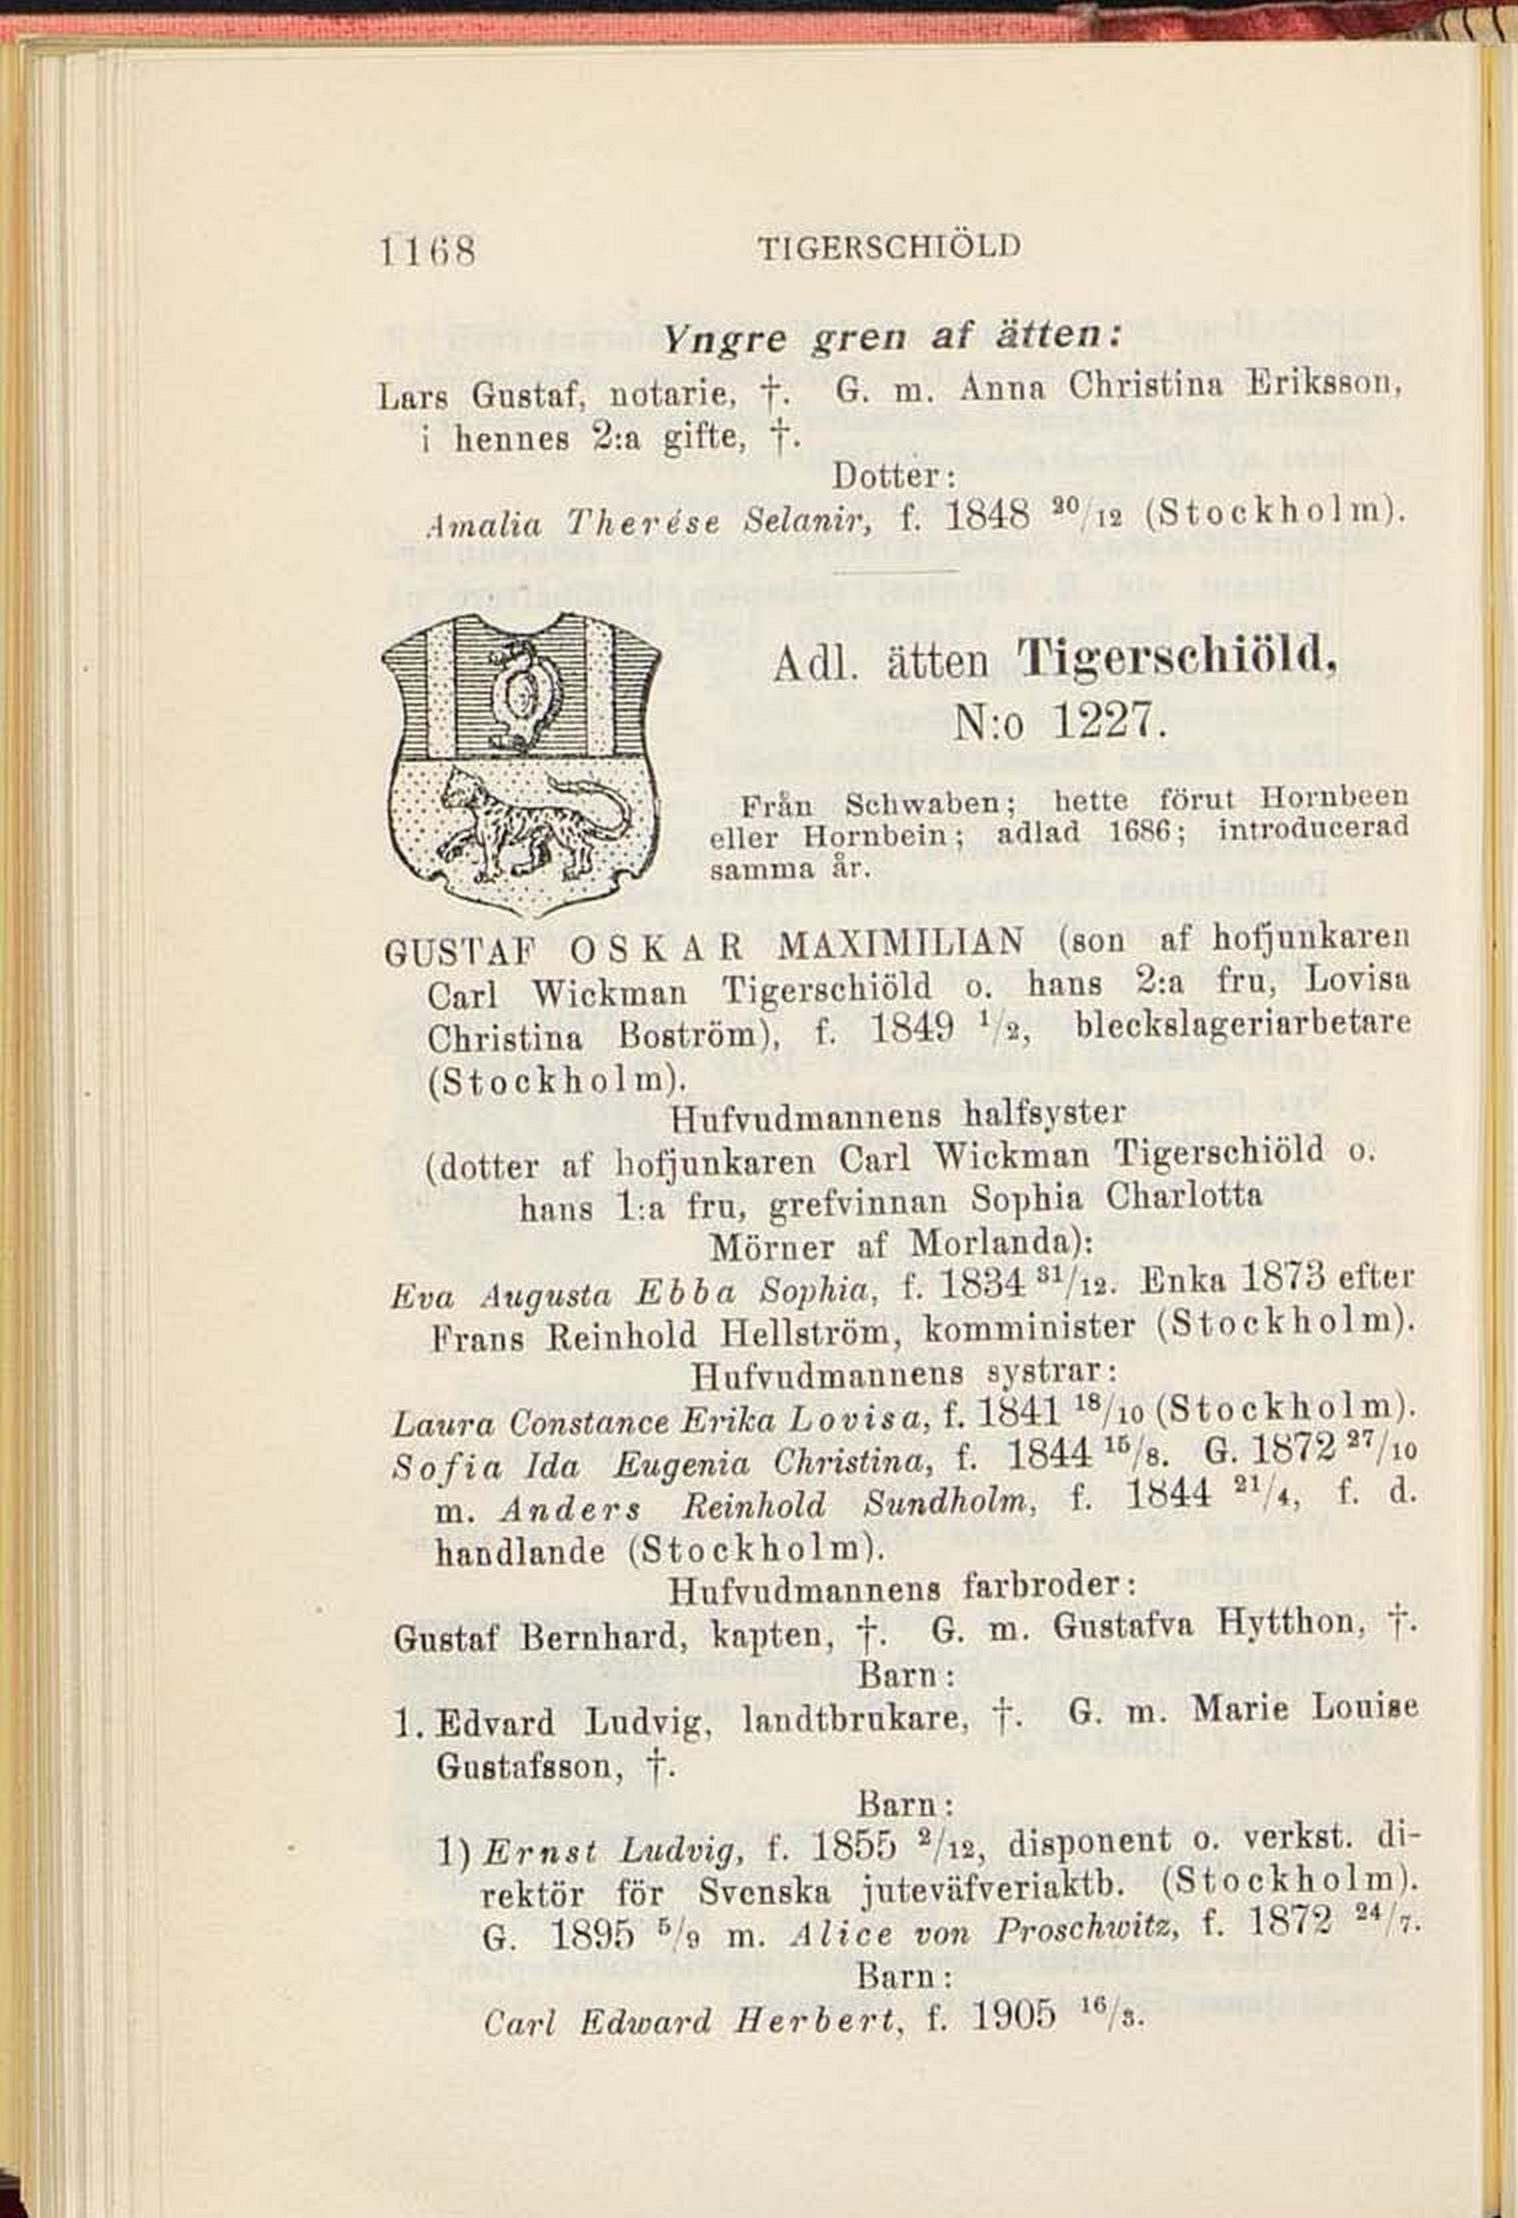 1168 TIGERSCHIÖLD
Yngre gren af ätten:
Lars Gustaf, notarie, †. G. m. Anna Christina Eriksson,
i hennes 2:a gifte, †.
Dotter:
Amalia Therése Selanir, f. 1848 20/12 (Stockholm).
Adl. ätten Tigerschiöld,
N:o 1227.
Från Schwaben; hette förut Hornbeen
eller Hornbein; adlad 1686; introducerad
samma år.
GUSTAF OSKAR MAXIMILIAN (son af hofjunkaren
Carl Wickman Tigerschiöld o. hans 2:a fru, Lovisa
Christina Boström), f. 1849 1/2, bleckslageriarbetare
(Stockholm).
Hufvudmannens halfsyster
(dotter af hofjunkaren Carl Wickman Tigerschiöld o.
hans 1:a fru, grefvinnan Sophia Charlotta
Mörner af Morlanda):
Eva Augusta Ebba Sophia, f. 1834 31/12. Enka 1873 efter
Frans Reinhold Hellström, komminister (Stockholm).
Hufvudmannens systrar:
Laura Constance Erika Lovisa, f. 1841 18/10 (Stockholm).
Sofia Ida Eugenia Christina, f. 1844 15/8. G. 1872 27/10
m. Anders Reinhold Sundholm, f. 1844 21/4, f. d.
handlande (Stockholm).
Hufvudmannens farbroder:
Gustaf Bernhard, kapten, †. G. m. Gustafva Hytthon, †.
Barn:
1. Edvard Ludvig, landtbrukare, †. G. m. Marie Louise
Gustafsson, †.
Barn:
1) Ernst Ludvig, f. 1855 2/12, disponent o. verkst. di-
rektör för Svenska juteväfveriaktb. (Stockholm).
G. 1895 5/9 m. Alice von Proschwitz, f. 1872 24/7.
Barn:
Carl Edward Herbert, f. 1905 16/3.